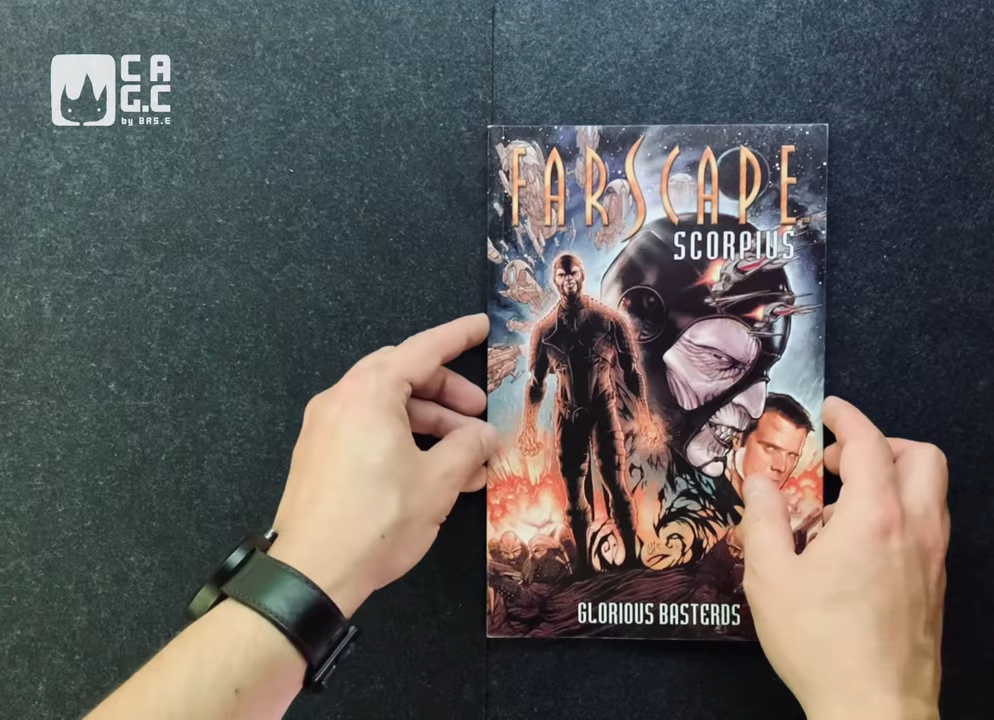 CA
G.C
by BAS.E
FARSCAPE
SCORPIUS
GLORIOUS BASTERDS